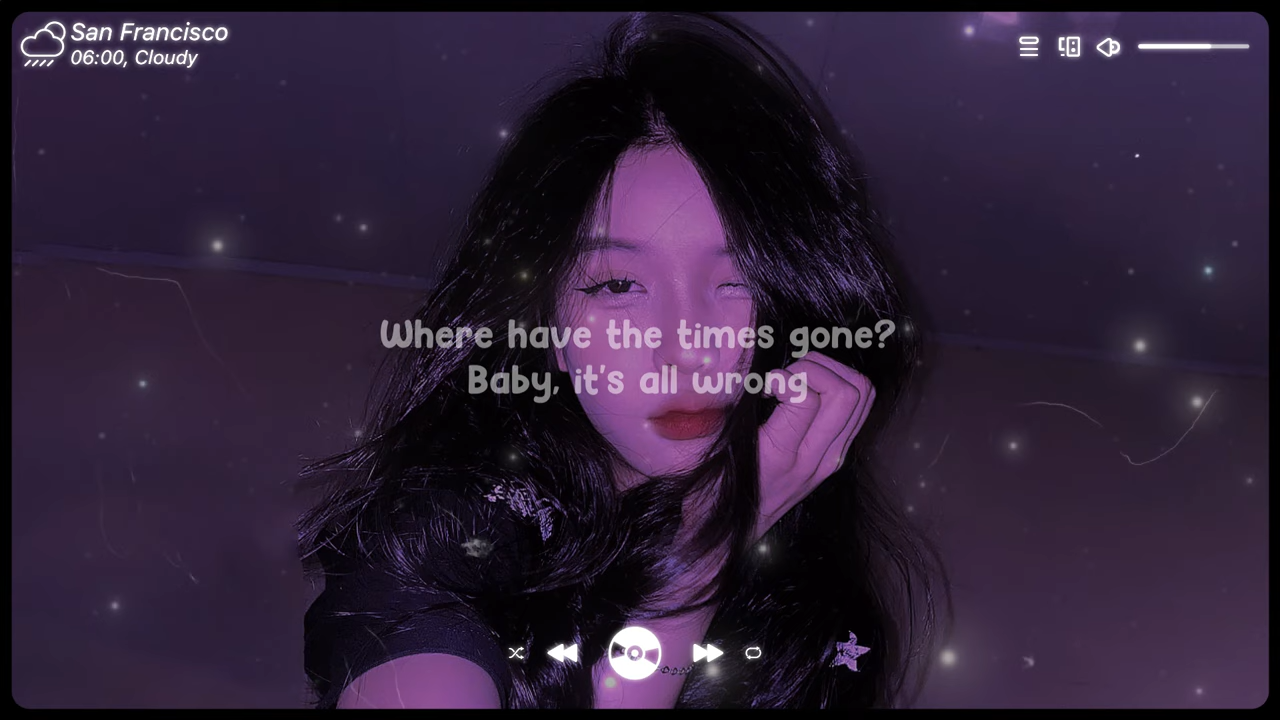 San Francisco
06:00, Cloudy
Where have the times gone?
Baby, it's all wrong